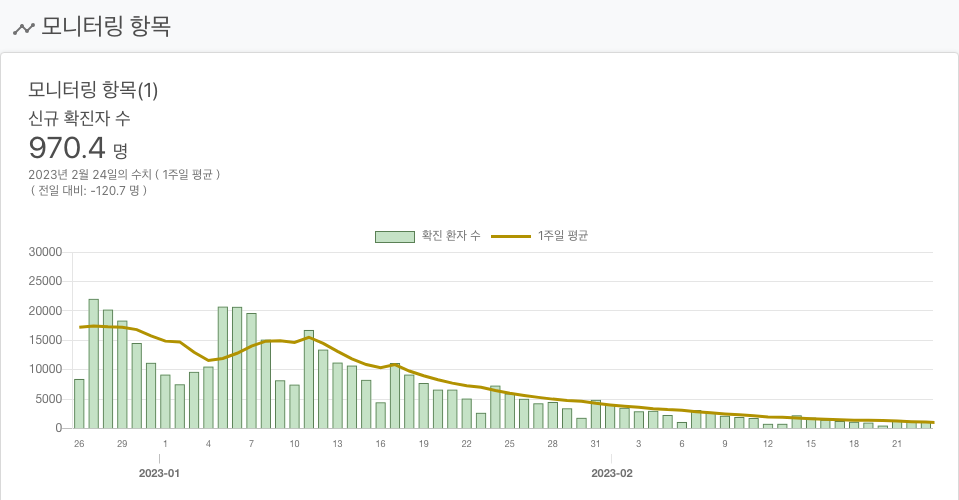 모니터링 항목
모니터링 항목(1)
신규 확진자 수
970.4 명
2023년 2월 24일의 수치 ( 1주일 평균 )
( 전일 대비: -120.7 명 )
확진 환자 수 1주일 평균
30000
25000
20000
15000
10000
5000
0
26 29 1 4 7 10 13 16 19 22 25 28 31 3 6 9 12 15 18 21
2023-01 2023-02